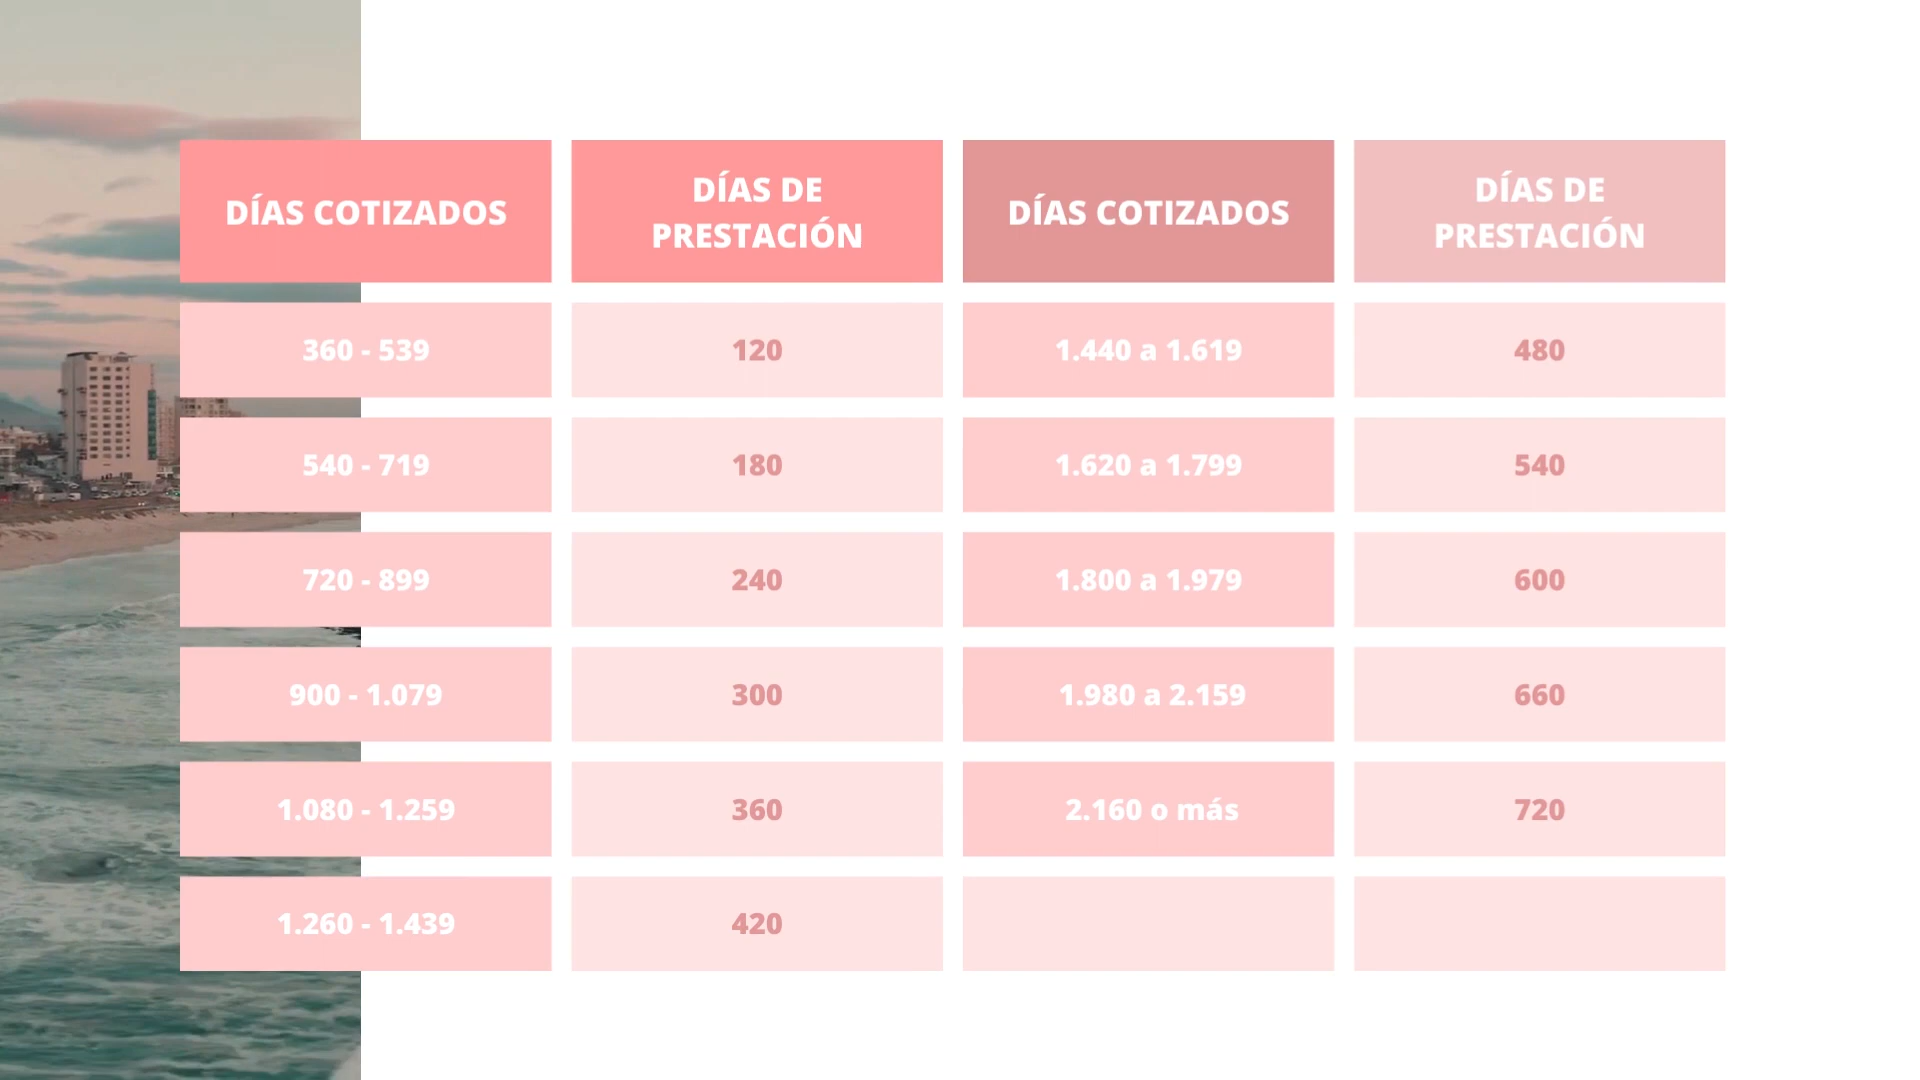 DÍAS COTIZADOS
DÍAS DE
PRESTACIÓN
DÍAS COTIZADOS
DÍAS DE
PRESTACIÓN
360 - 539
120
1.440 a 1.619
480
540 - 719
180
1.620 a 1.799
540
720 - 899
240
1.800 a 1.979
600
900 - 1.079
300
1.980 a 2.159
660
1.080 - 1.259
360
2.160 o más
720
1.260 - 1.439
420